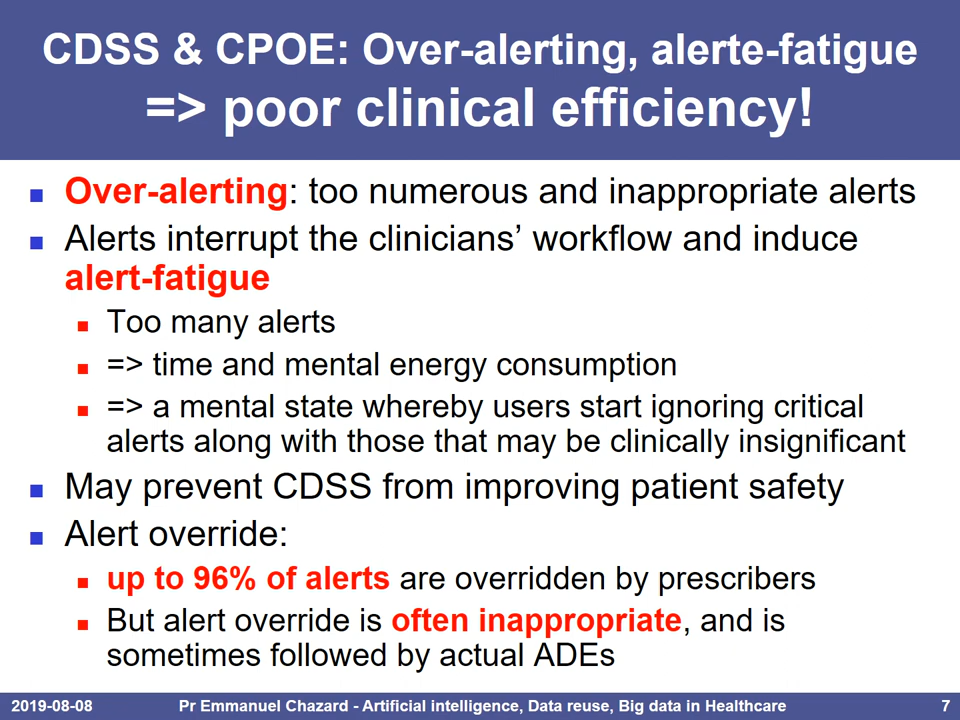 CDSS & CPOE: Over-alerting, alerte-fatigue
=> poor clinical efficiency!
Over-alerting: too numerous and inappropriate alerts
Alerts interrupt the clinicians’ workflow and induce
alert-fatigue
Too many alerts
=> time and mental energy consumption
=> a mental state whereby users start ignoring critical
alerts along with those that may be clinically insignificant
May prevent CDSS from improving patient safety
Alert override:
up to 96% of alerts are overridden by prescribers
But alert override is often inappropriate, and is
sometimes followed by actual ADEs
2019-08-08 Pr Emmanuel Chazard - Artificial intelligence, Data reuse, Big data in Healthcare 7